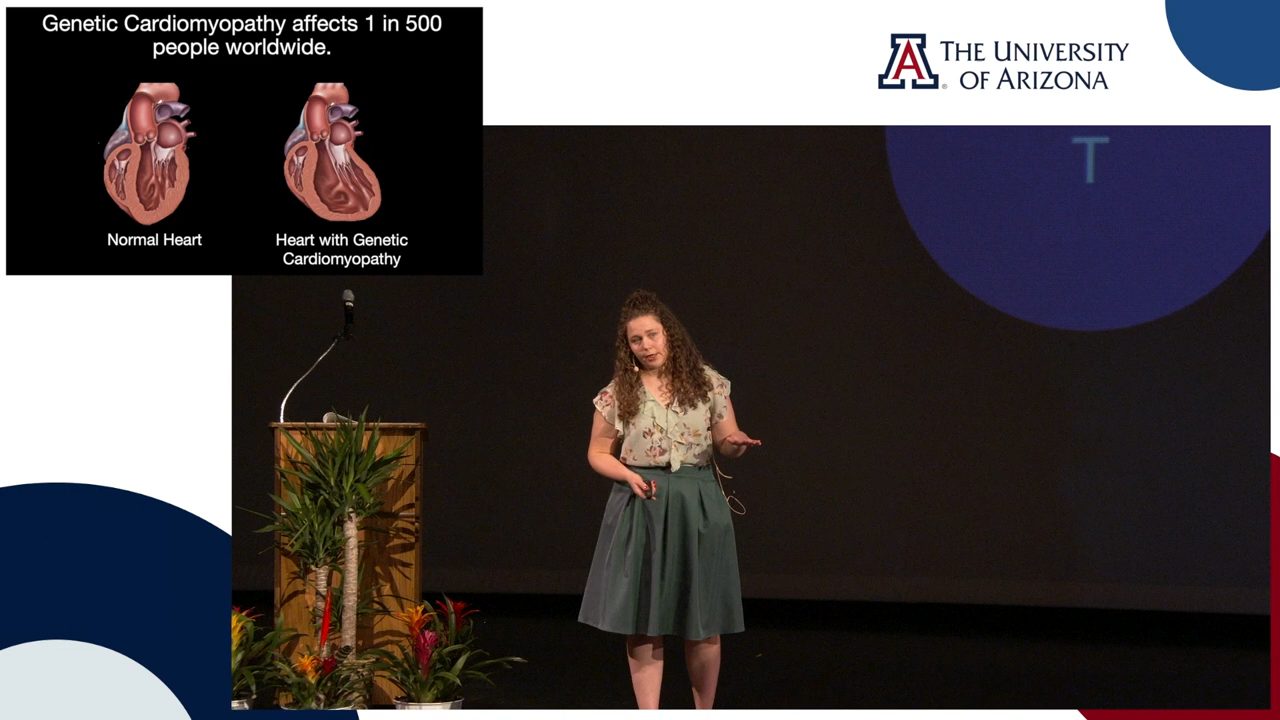 Genetic Cardiomyopathy affects 1 in 500
people worldwide.
Normal Heart
Heart with Genetic
Cardiomyopathy
A
THE UNIVERSITY
OF ARIZONA
T